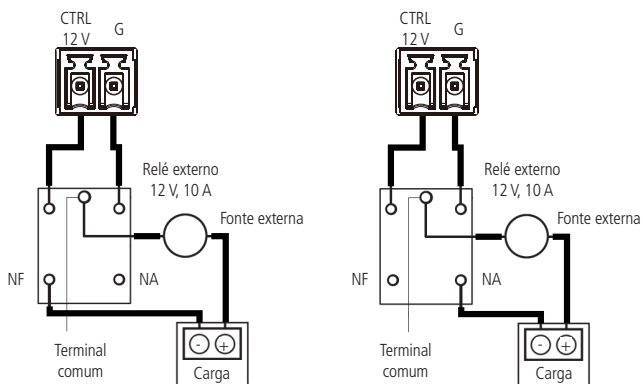 CTRL
12 V
G
Relé externo
12 V, 10 A
Fonte externa
NF
NA
- +
Terminal
comum
Carga
CTRL
12 V
G
Relé externo
12 V, 10 A
Fonte externa
NF
NA
- +
Terminal
comum
Carga